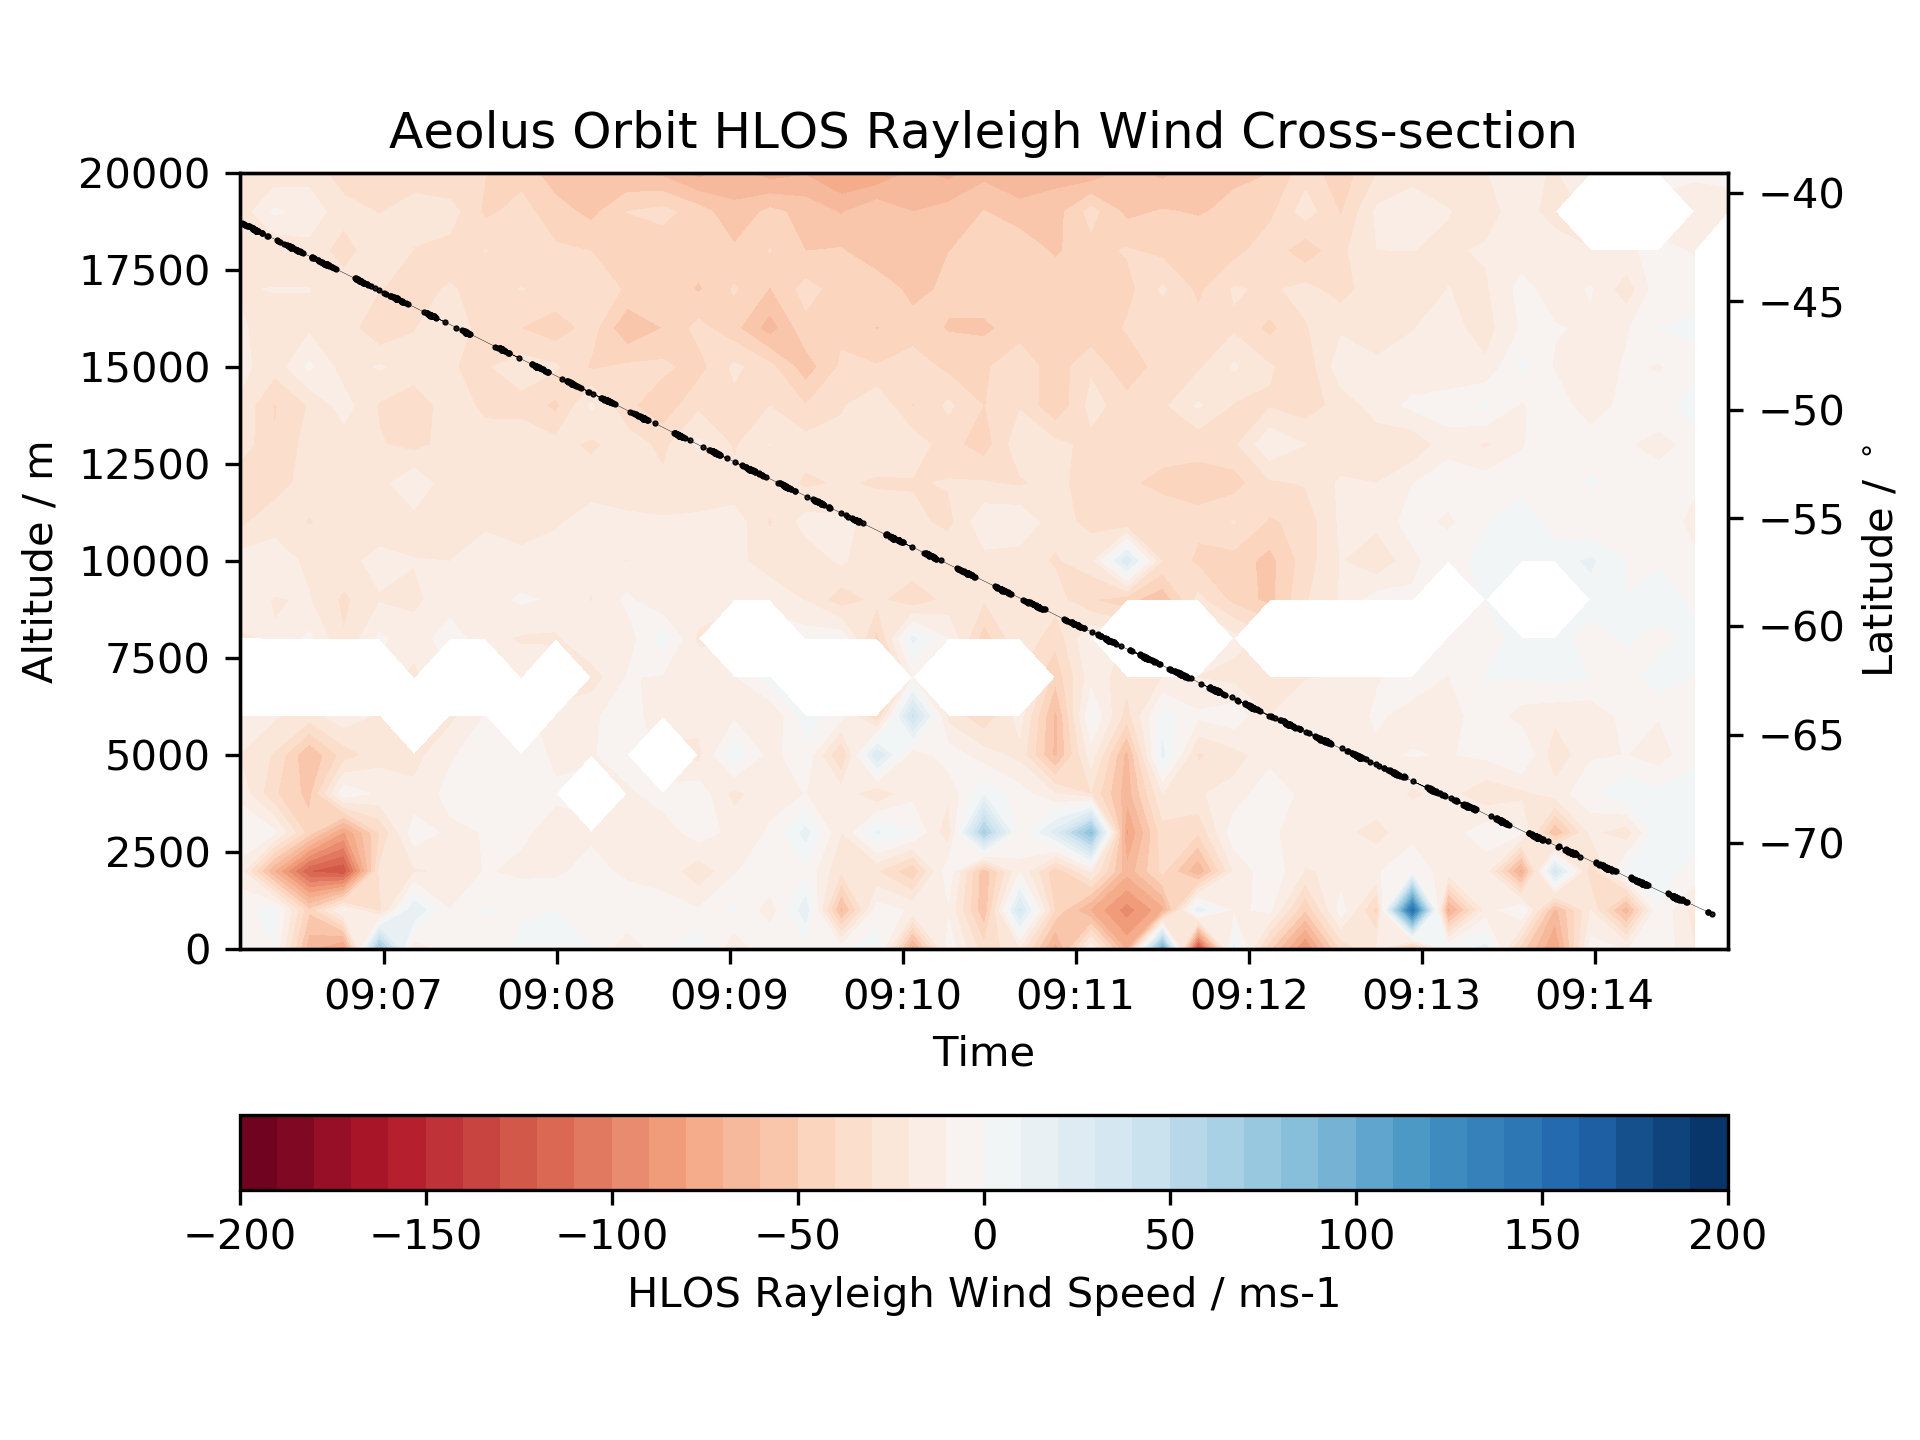 Aeolus Orbit HLOS Rayleigh Wind Cross-section
20000
17500
15000
12500
10000
7500
5000
2500
0
Altitude / m
−40
−45
−50
−55
−60
−65
−70
Latitude / °
09:07 09:08 09:09 09:10 09:11 09:12 09:13 09:14
Time
−200 −150 −100 −50 0 50 100 150 200
HLOS Rayleigh Wind Speed / ms-1